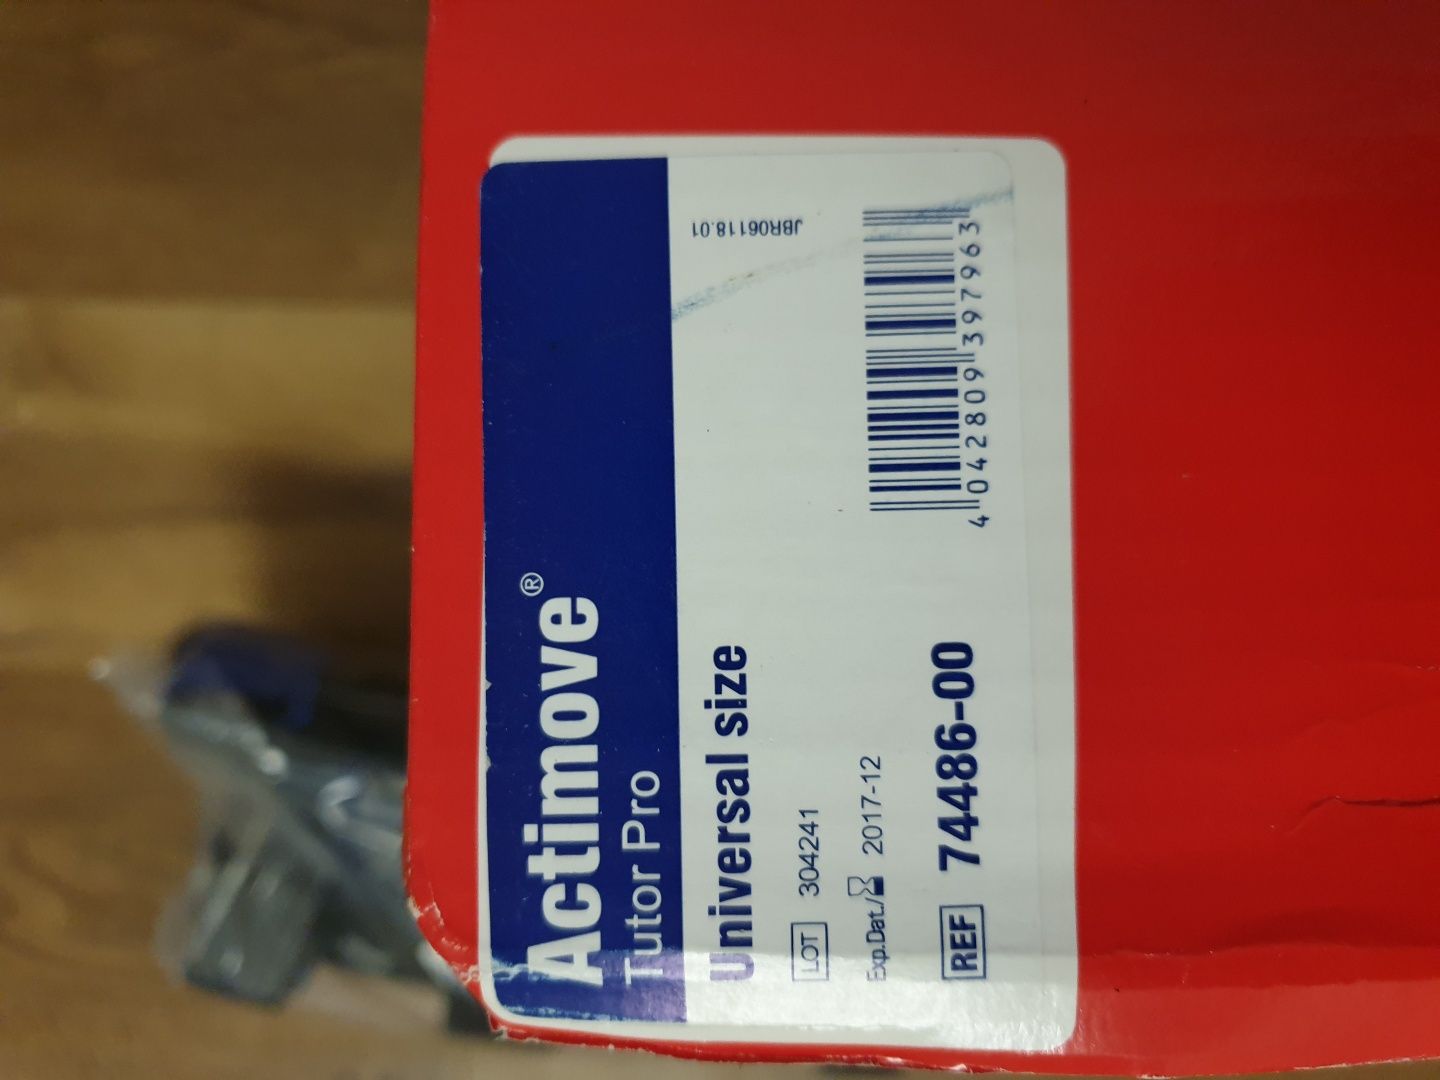 Actimove®
Tutor Pro
Universal size
JBR06118.01
LOT 304241
Exp.Dat./ 2017-12
REF 74486-00
4 042809 397963